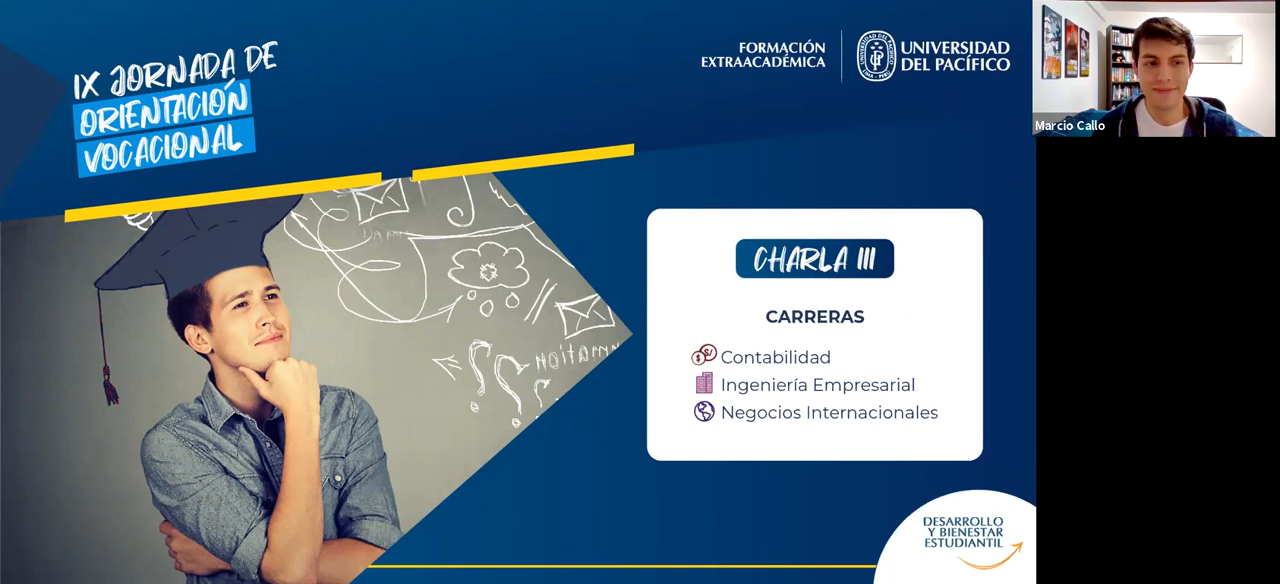 IX JORNADA DE
ORIENTACIÓN
VOCACIONAL
FORMACIÓN
EXTRAACADÉMICA
UNIVERSIDAD
DEL PACÍFICO
Marcio Callo
CHARLA III
CARRERAS
Contabilidad
Ingeniería Empresarial
Negocios Internacionales
DESARROLLO
Y BIENESTAR
ESTUDIANTIL